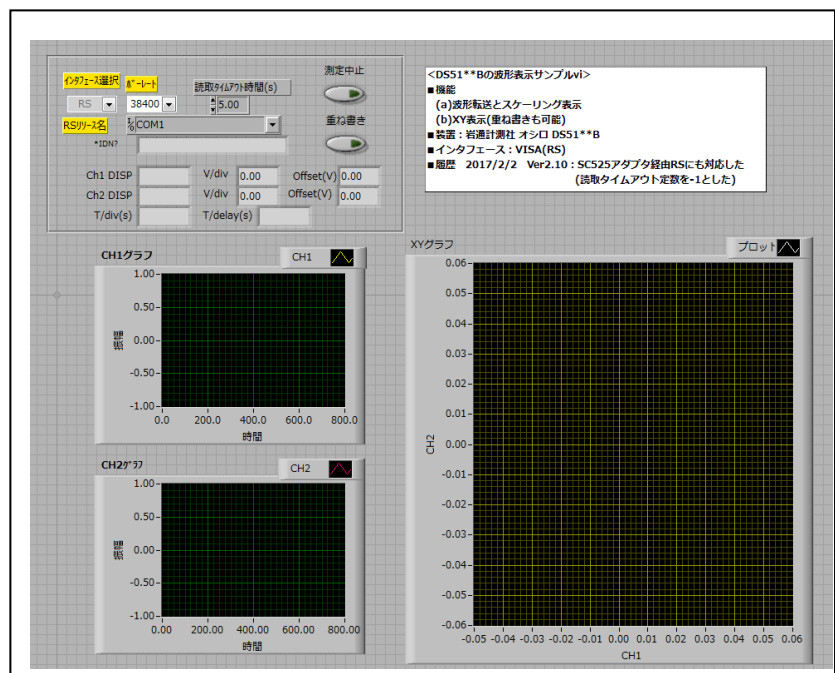 インタフェース選択 ボーレート 読取タイムアウト時間(s) 測定中止
RS 38400 5.00
RSリソース名 COM1 重ね書き
*IDN?
Ch1 DISP V/div 0.00 Offset(V) 0.00
Ch2 DISP V/div 0.00 Offset(V) 0.00
T/div(s) T/delay(s)
<DS51**Bの波形表示サンプルvi>
■機能
(a)波形転送とスケーリング表示
(b)XY表示(重ね書きも可能)
■装置：岩通計測社 オシロ DS51**B
■インタフェース：VISA(RS)
■履歴 2017/2/2 Ver2.10：SC525アダプタ経由RSにも対応した
(読取タイムアウト定数を-1とした)
CH1グラフ CH1
1.00
0.50
0.00
-0.50
-1.00
振幅
0.0 200.0 400.0 600.0 800.0
時間
CH2グラフ CH2
1.00
0.50
0.00
-0.50
-1.00
振幅
0.00 200.00 400.00 600.00 800.00
時間
XYグラフ プロット
0.06
0.05
0.04
0.03
0.02
0.01
0.00
-0.01
-0.02
-0.03
-0.04
-0.05
-0.06
CH2
-0.05 -0.04 -0.03 -0.02 -0.01 0.00 0.01 0.02 0.03 0.04 0.05 0.06
CH1